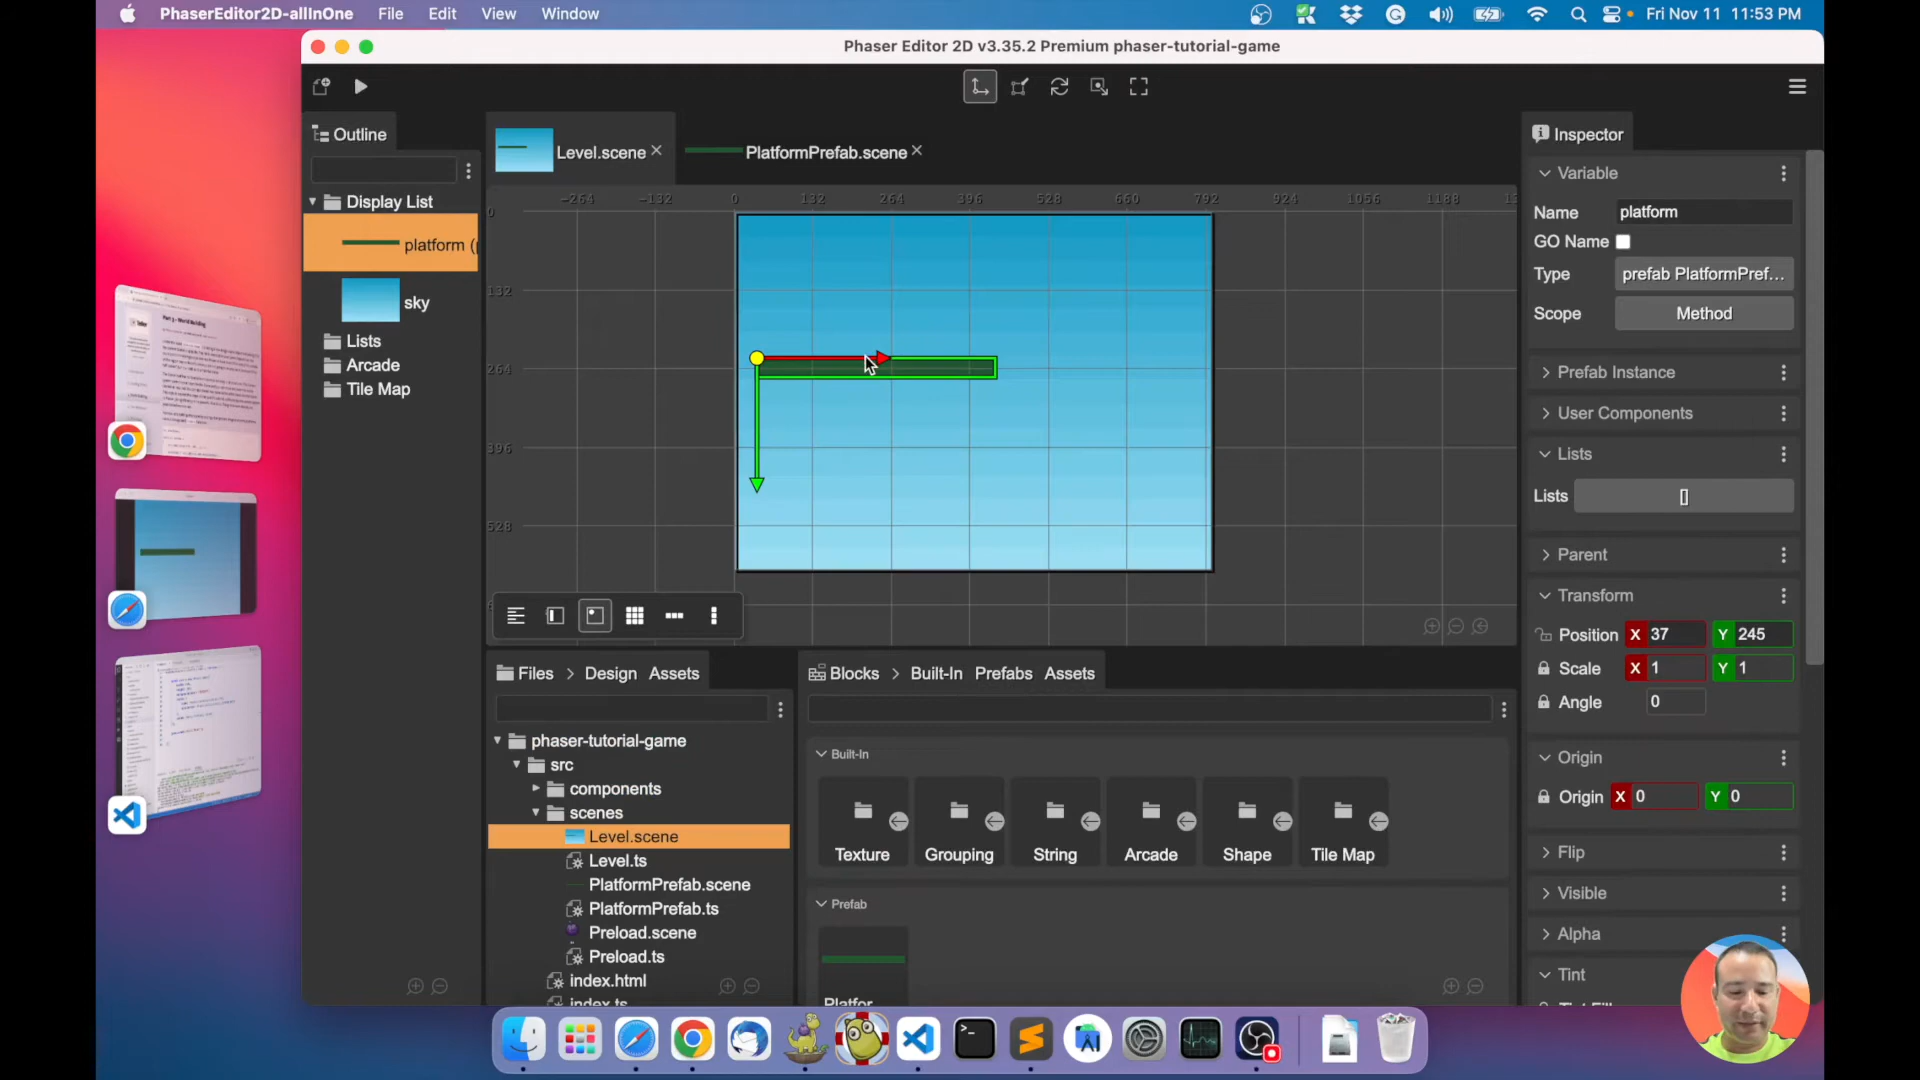 PhaserEditor2D-allInOne File Edit View Window Fri Nov 11 11:53 PM
Phaser Editor 2D v3.35.2 Premium phaser-tutorial-game
Outline
Level.scene
PlatformPrefab.scene
Inspector
Display List
platform (
sky
Lists
Arcade
Tile Map
-264 -132 0 132 264 396 528 660 792 924 1056 1188
0
132
264
396
528
Variable
Name platform
GO Name
Type prefab PlatformPref...
Scope Method
Prefab Instance
User Components
Lists
Lists []
Parent
Transform
Position X 37 Y 245
Scale X 1 Y 1
Angle 0
Origin
Origin X 0 Y 0
Flip
Visible
Alpha
Tint
Files > Design Assets
phaser-tutorial-game
src
components
scenes
Level.scene
Level.ts
PlatformPrefab.scene
PlatformPrefab.ts
Preload.scene
Preload.ts
index.html
index.ts
Blocks > Built-In Prefabs Assets
Built-In
Texture Grouping String Arcade Shape Tile Map
Prefab
Platfor